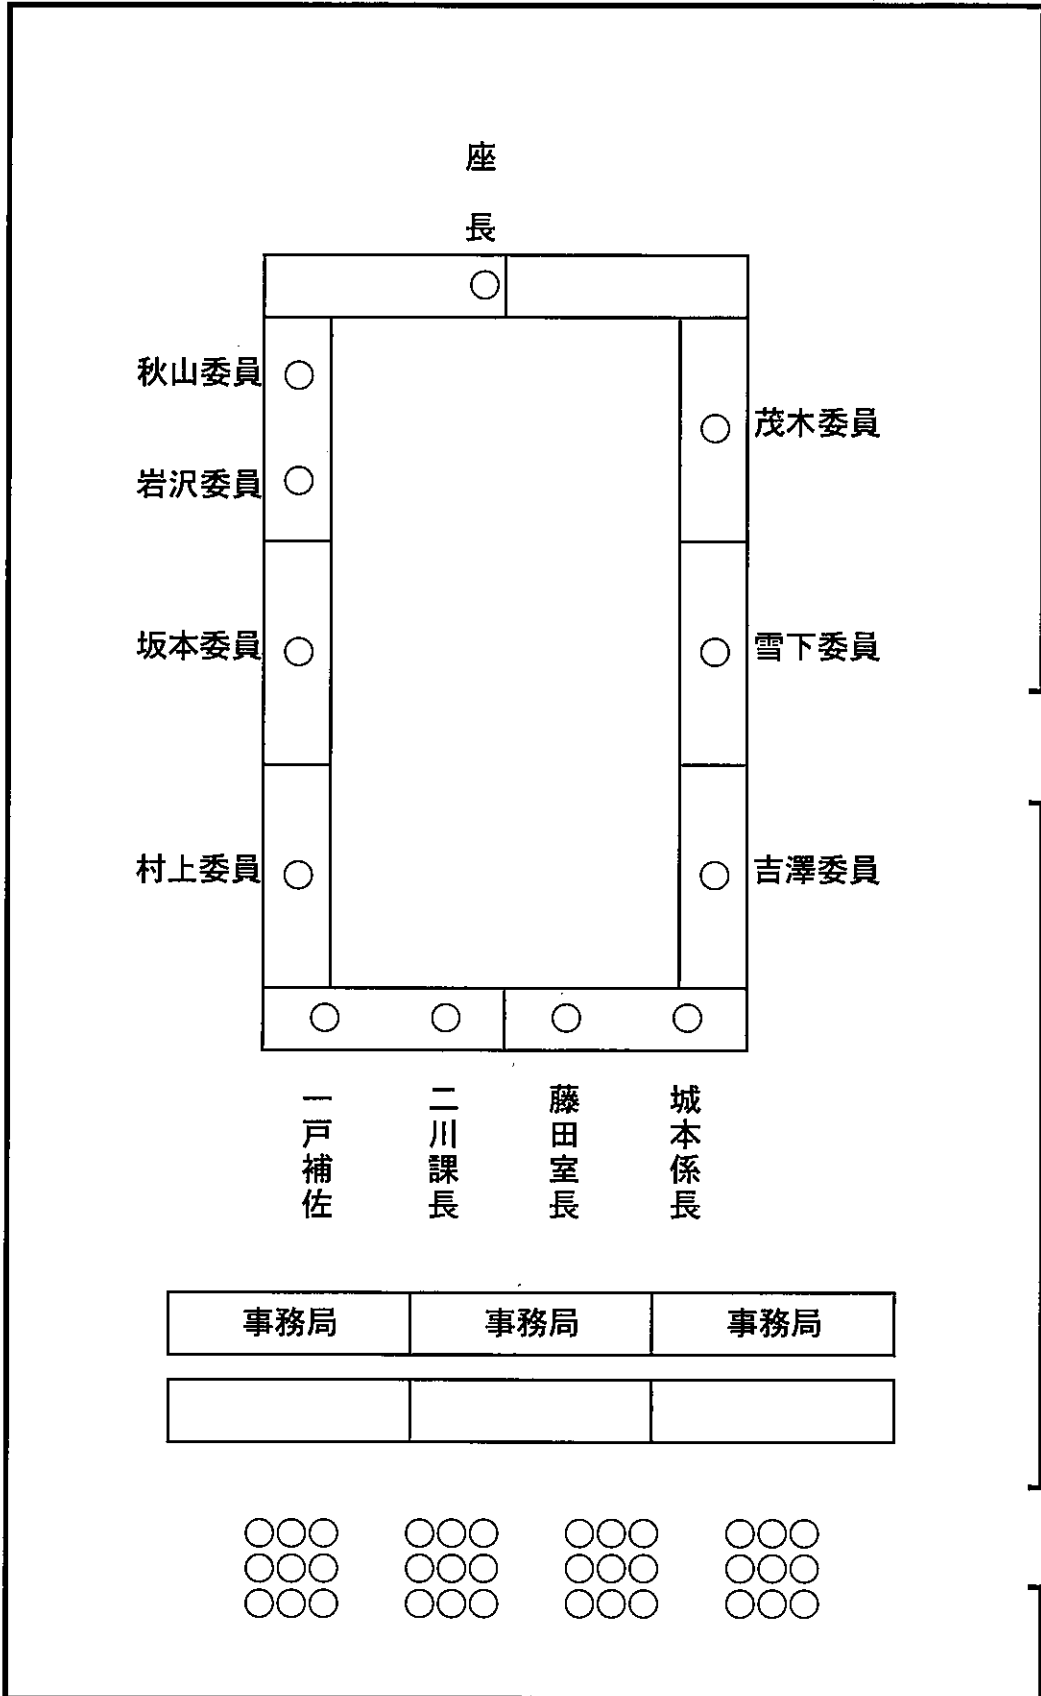 座長
秋山委員
茂木委員
岩沢委員
坂本委員
雪下委員
村上委員
吉澤委員
一戸補佐
二川課長
藤田室長
城本係長
事務局
事務局
事務局